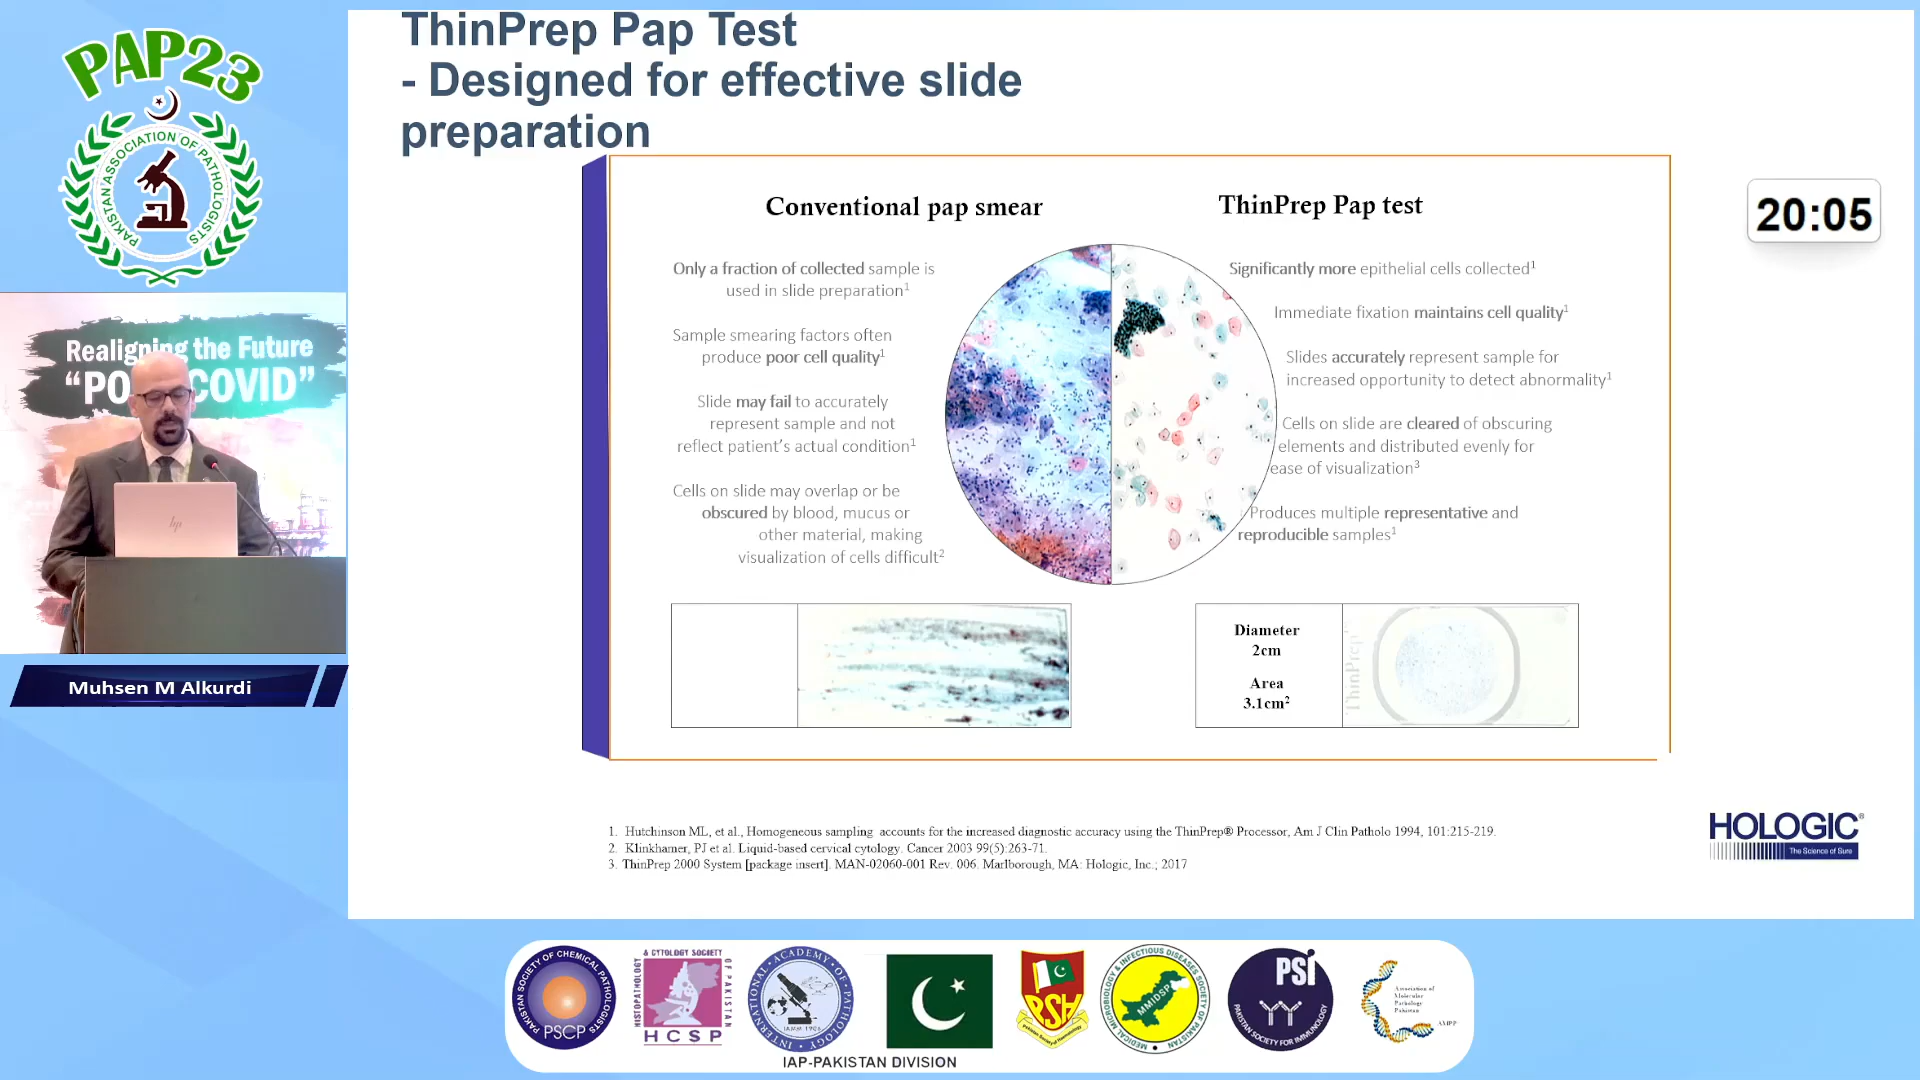 PAP23
PAKISTAN ASSOCIATION OF PATHOLOGISTS
Realigning the Future
COVID”
Muhsen M Alkurdi
ThinPrep Pap Test
- Designed for effective slide
preparation
Conventional pap smear
Only a fraction of collected sample is
used in slide preparation1
Sample smearing factors often
produce poor cell quality1
Slide may fail to accurately
represent sample and not
reflect patient’s actual condition1
Cells on slide may overlap or be
obscured by blood, mucus or
other material, making
visualization of cells difficult2
ThinPrep Pap test
Significantly more epithelial cells collected1
Immediate fixation maintains cell quality1
Slides accurately represent sample for
increased opportunity to detect abnormality1
Cells on slide are cleared of obscuring
elements and distributed evenly for
ease of visualization3
Produces multiple representative and
reproducible samples1
Diameter
2cm
Area
3.1cm2
ThinPrep
20:05
1. Hutchinson ML, et al., Homogeneous sampling accounts for the increased diagnostic accuracy using the ThinPrep® Processor, Am J Clin Patholo 1994, 101:215-219.
2. Klinkhamer, PJ et al. Liquid-based cervical cytology. Cancer 2003 99(5):263-71.
3. ThinPrep 2000 System [package insert]. MAN-02060-001 Rev. 006. Marlborough, MA: Hologic, Inc.; 2017
HOLOGIC®
The Science of Sure
PAKISTAN SOCIETY OF CHEMICAL PATHOLOGISTS
PSCP
HISTOPATHOLOGY
& CYTOLOGY SOCIETY
OF PAKISTAN
HCSP
INTERNATIONAL ACADEMY OF PATHOLOGY
IAP-PAKISTAN DIVISION
PSH
MEDICAL MICROBIOLOGY & INFECTIOUS DISEASES SOCIETY OF PAKISTAN
MMIDSP
PSI
PAKISTAN SOCIETY FOR IMMUNOLOGY
Association of
Molecular
Pathology
Pakistan
AMPP